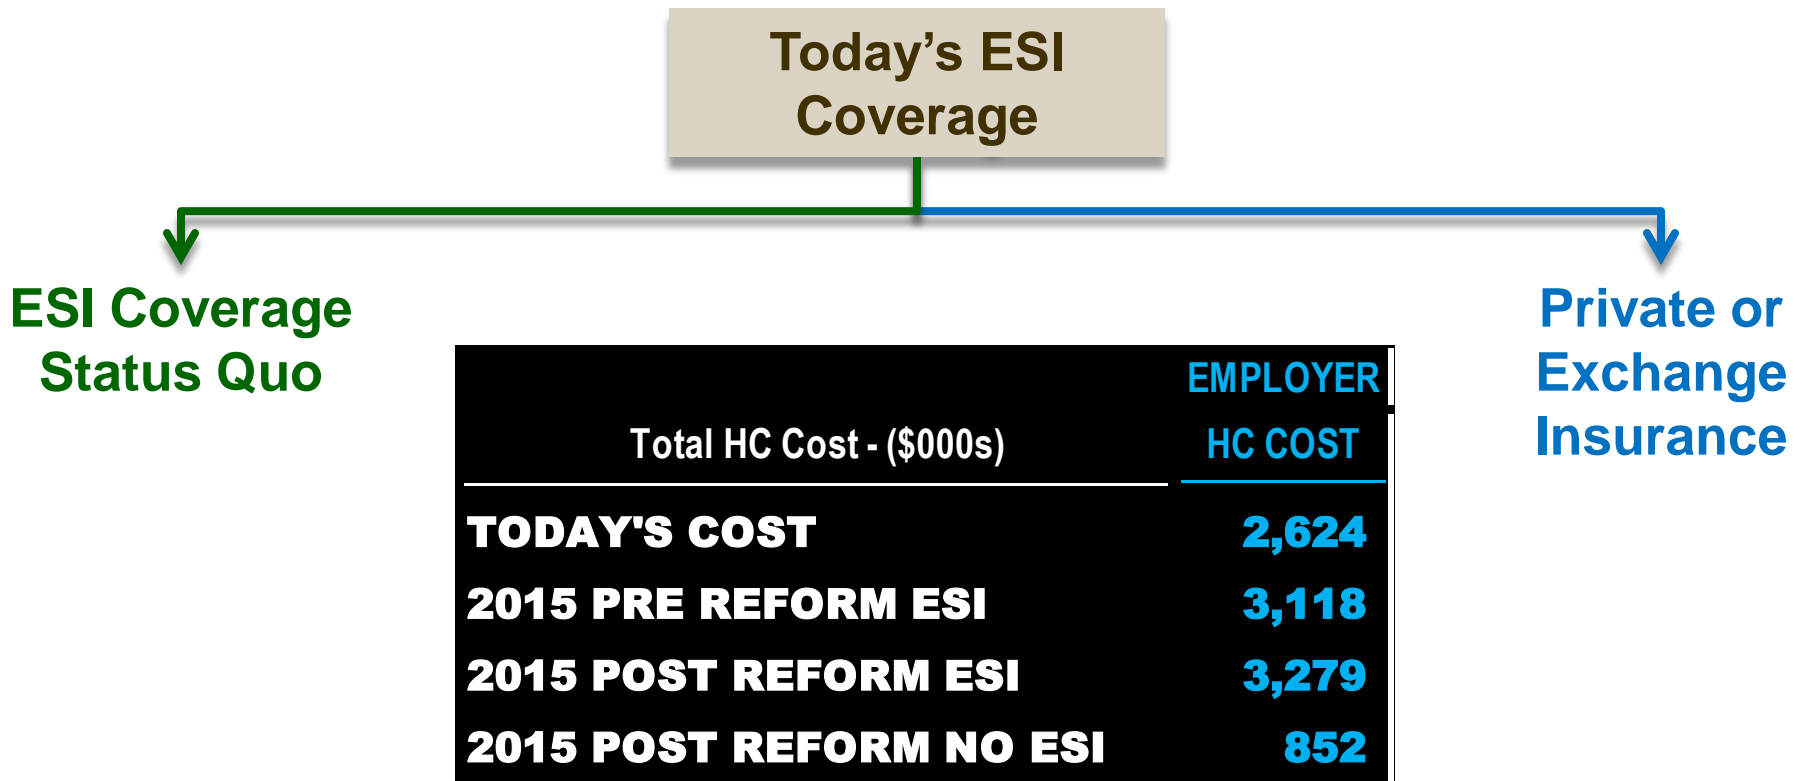 Today’s ESI
Coverage
ESI Coverage
Status Quo
Private or
Exchange
Insurance
EMPLOYER
Total HC Cost - ($000s) HC COST
TODAY'S COST 2,624
2015 PRE REFORM ESI 3,118
2015 POST REFORM ESI 3,279
2015 POST REFORM NO ESI 852